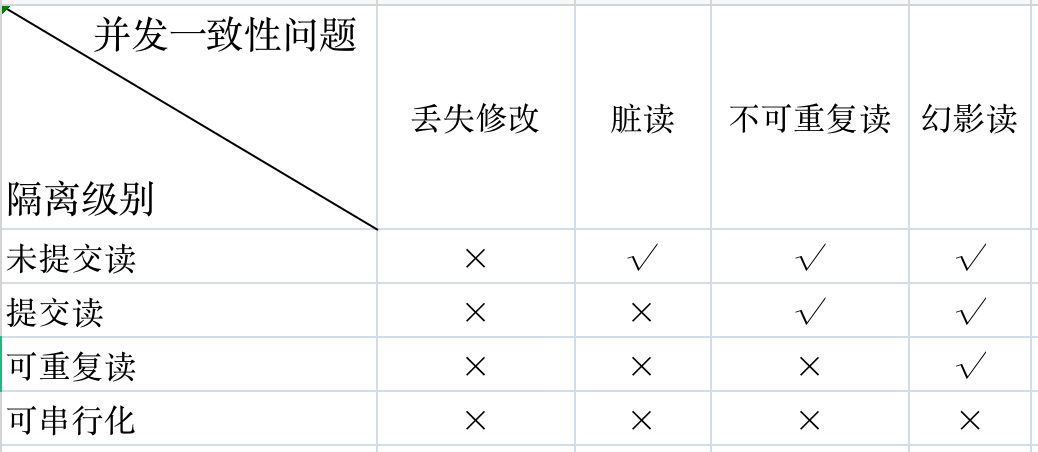 并发一致性问题
隔离级别
丢失修改 脏读 不可重复读 幻影读
未提交读 × √ √ √
提交读 × × √ √
可重复读 × × × √
可串行化 × × × ×